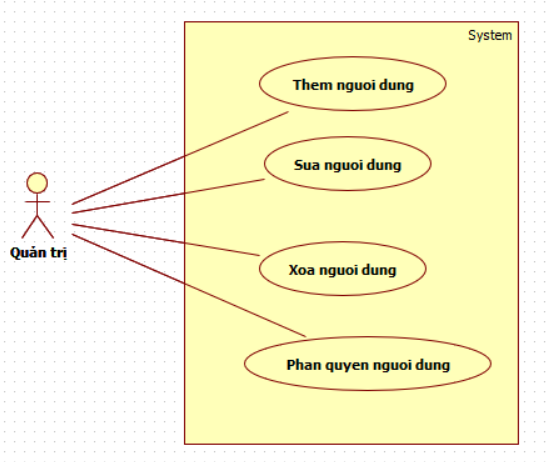 System
Them nguoi dung
Sua nguoi dung
Quản trị
Xoa nguoi dung
Phan quyen nguoi dung